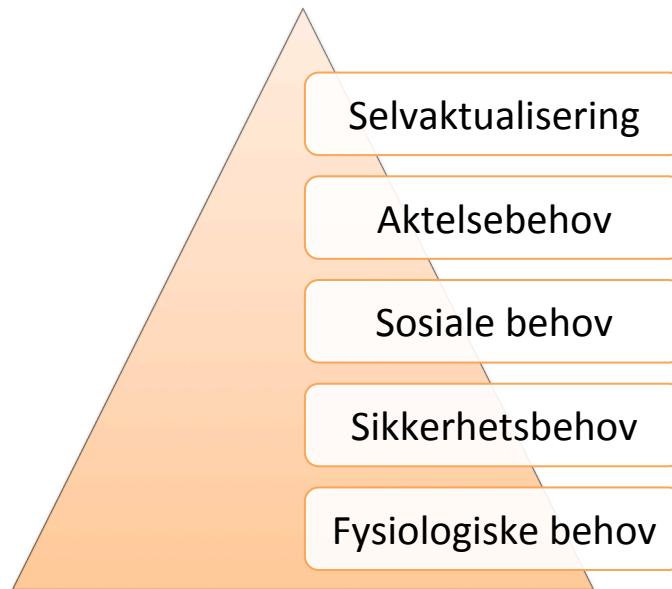 Selvaktualisering
Aktelsebehov
Sosiale behov
Sikkerhetsbehov
Fysiologiske behov